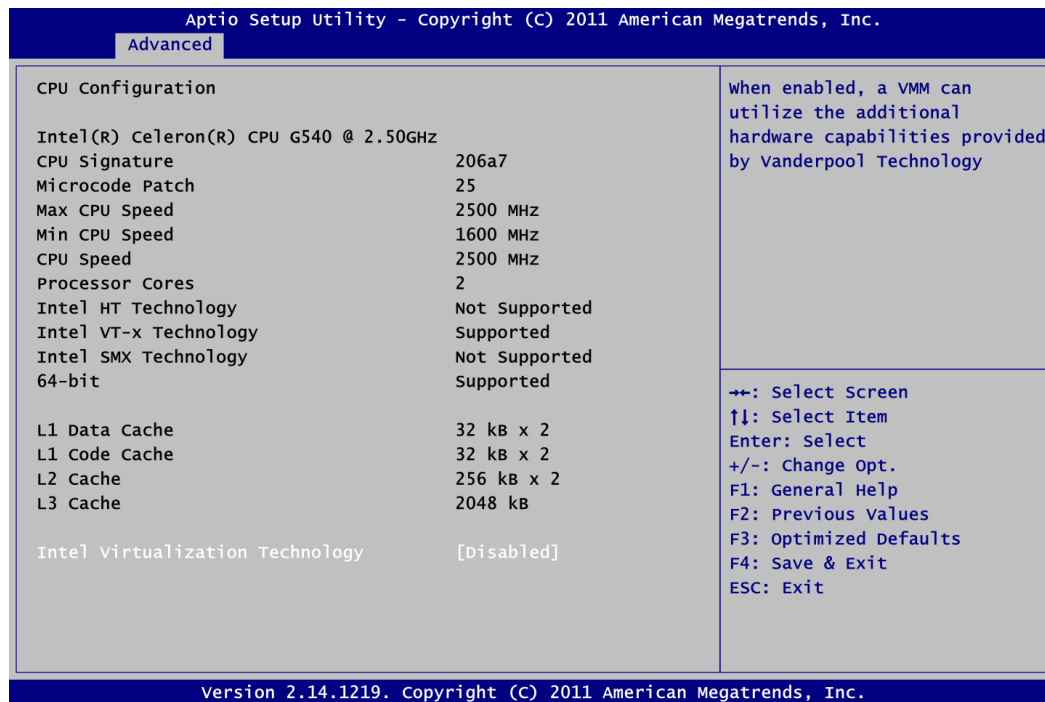 Aptio Setup Utility - Copyright (C) 2011 American Megatrends, Inc.
Advanced
CPU Configuration
Intel(R) Celeron(R) CPU G540 @ 2.50GHz
CPU Signature 206a7
Microcode Patch 25
Max CPU Speed 2500 MHz
Min CPU Speed 1600 MHz
CPU Speed 2500 MHz
Processor Cores 2
Intel HT Technology Not Supported
Intel VT-x Technology Supported
Intel SMX Technology Not Supported
64-bit Supported
L1 Data Cache 32 kB x 2
L1 Code Cache 32 kB x 2
L2 Cache 256 kB x 2
L3 Cache 2048 kB
Intel Virtualization Technology [Disabled]
When enabled, a VMM can
utilize the additional
hardware capabilities provided
by Vanderpool Technology
→←: Select Screen
↑↓: Select Item
Enter: Select
+/-: Change Opt.
F1: General Help
F2: Previous Values
F3: Optimized Defaults
F4: Save & Exit
ESC: Exit
Version 2.14.1219. Copyright (C) 2011 American Megatrends, Inc.